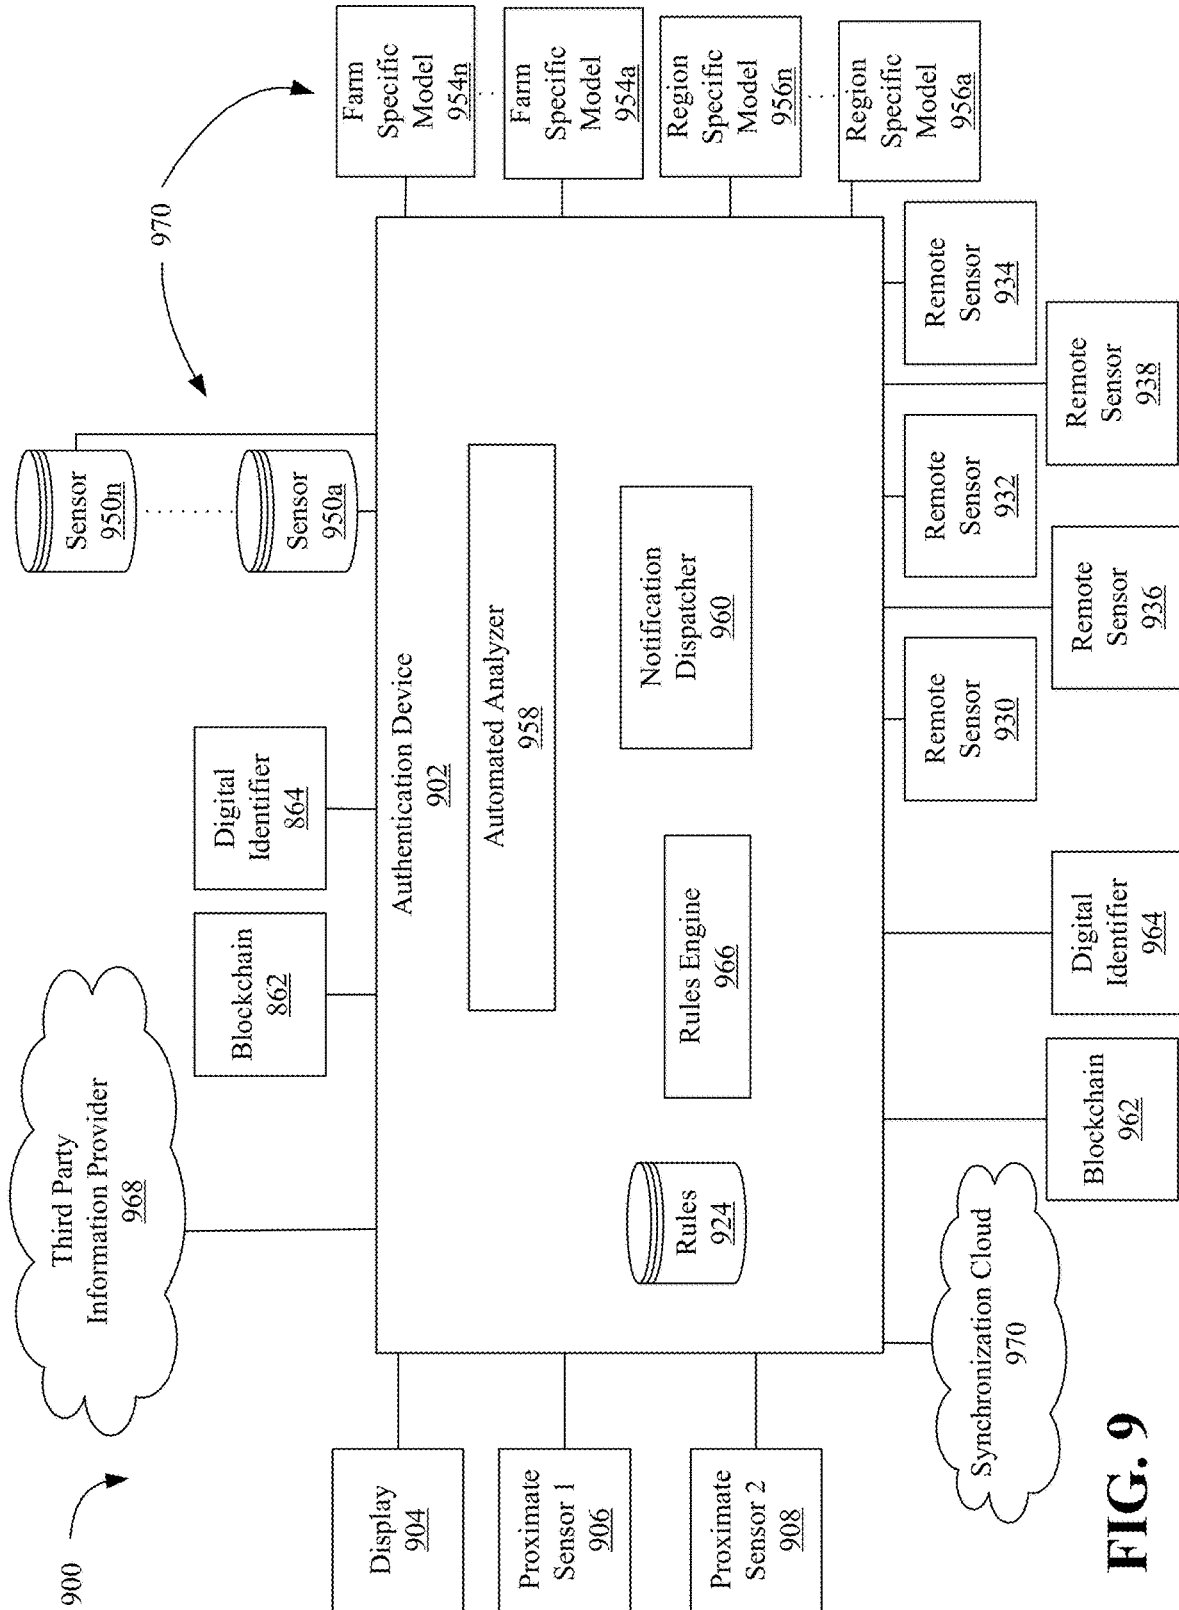 900
Third Party
Information Provider
968
Blockchain
862
Digital
Identifier
864
Sensor
950n
Sensor
950a
970
Display
904
Proximate
Sensor 1
906
Proximate
Sensor 2
908
Authentication Device
902
Automated Analyzer
958
Rules
924
Rules Engine
966
Notification
Dispatcher
960
Farm
Specific
Model
954n
Farm
Specific
Model
954a
Region
Specific
Model
956n
Region
Specific
Model
956a
Synchronization Cloud
970
Blockchain
962
Digital
Identifier
964
Remote
Sensor
930
Remote
Sensor
936
Remote
Sensor
932
Remote
Sensor
938
Remote
Sensor
934
FIG. 9